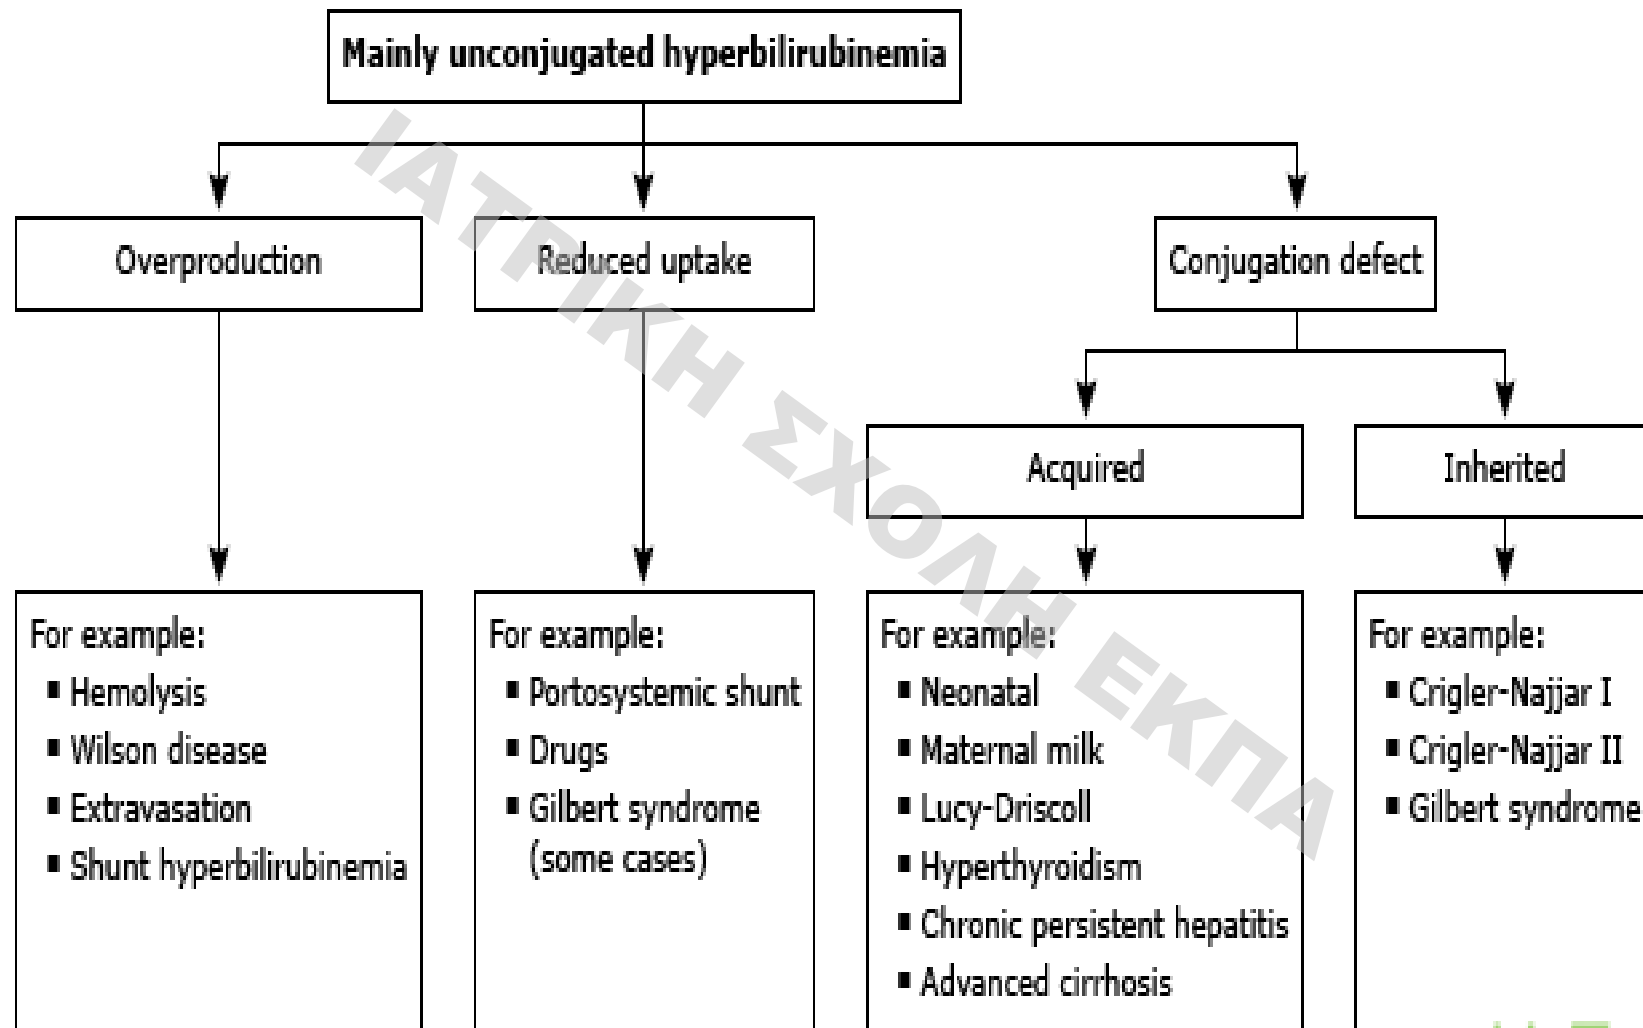 Mainly unconjugated hyperbilirubinemia
Overproduction
Reduced uptake
Conjugation defect
Acquired
Inherited
For example:
▪ Hemolysis
▪ Wilson disease
▪ Extravasation
▪ Shunt hyperbilirubinemia
For example:
▪ Portosystemic shunt
▪ Drugs
▪ Gilbert syndrome
(some cases)
For example:
▪ Neonatal
▪ Maternal milk
▪ Lucy-Driscoll
▪ Hyperthyroidism
▪ Chronic persistent hepatitis
▪ Advanced cirrhosis
For example:
▪ Crigler-Najjar I
▪ Crigler-Najjar II
▪ Gilbert syndrome
ΙΑΤΡΙΚΗ ΣΧΟΛΗ ΕΚΠΑ